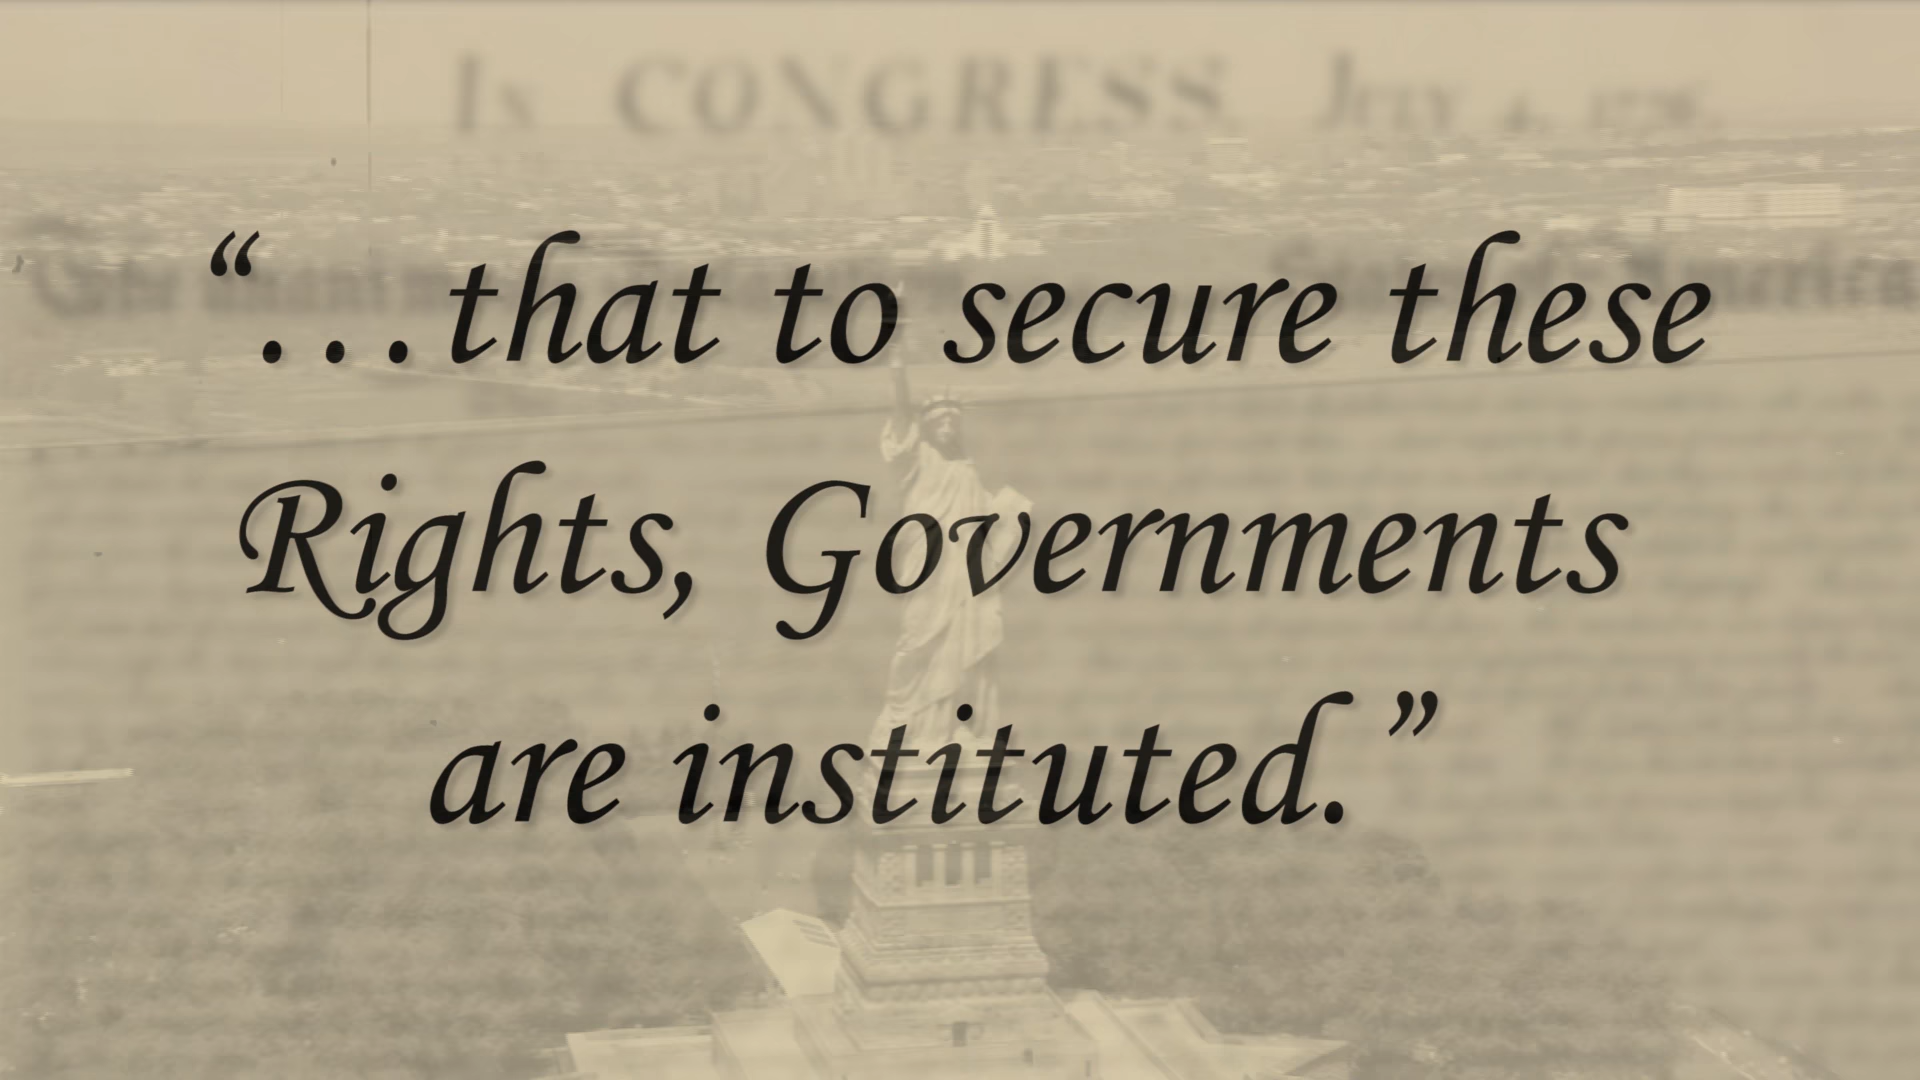 In CONGRESS, July 4, 1776.
“...that to secure these
Rights, Governments
are instituted.”